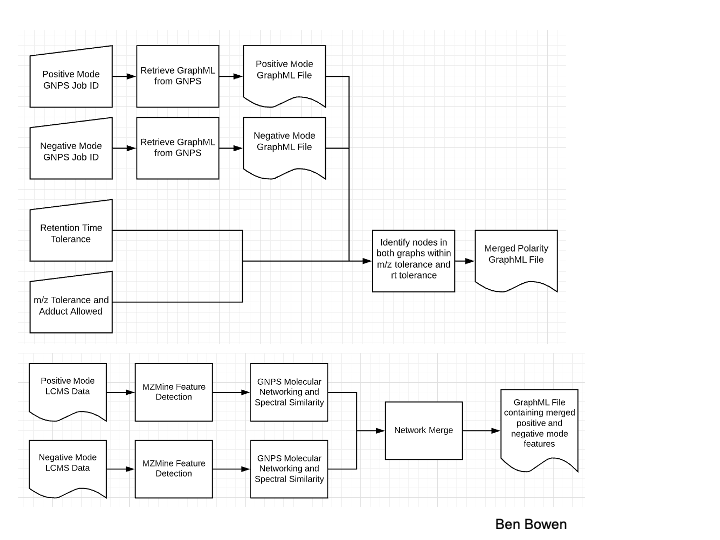 Positive Mode
GNPS Job ID
Retrieve GraphML
from GNPS
Positive Mode
GraphML File
Negative Mode
GNPS Job ID
Retrieve GraphML
from GNPS
Negative Mode
GraphML File
Retention Time
Tolerance
m/z Tolerance and
Adduct Allowed
Identify nodes in
both graphs within
m/z tolerance and
rt tolerance
Merged Polarity
GraphML File
Positive Mode
LCMS Data
MZMine Feature
Detection
GNPS Molecular
Networking and
Spectral Similarity
Negative Mode
LCMS Data
MZMine Feature
Detection
GNPS Molecular
Networking and
Spectral Similarity
Network Merge
GraphML File
containing merged
positive and
negative mode
features
Ben Bowen